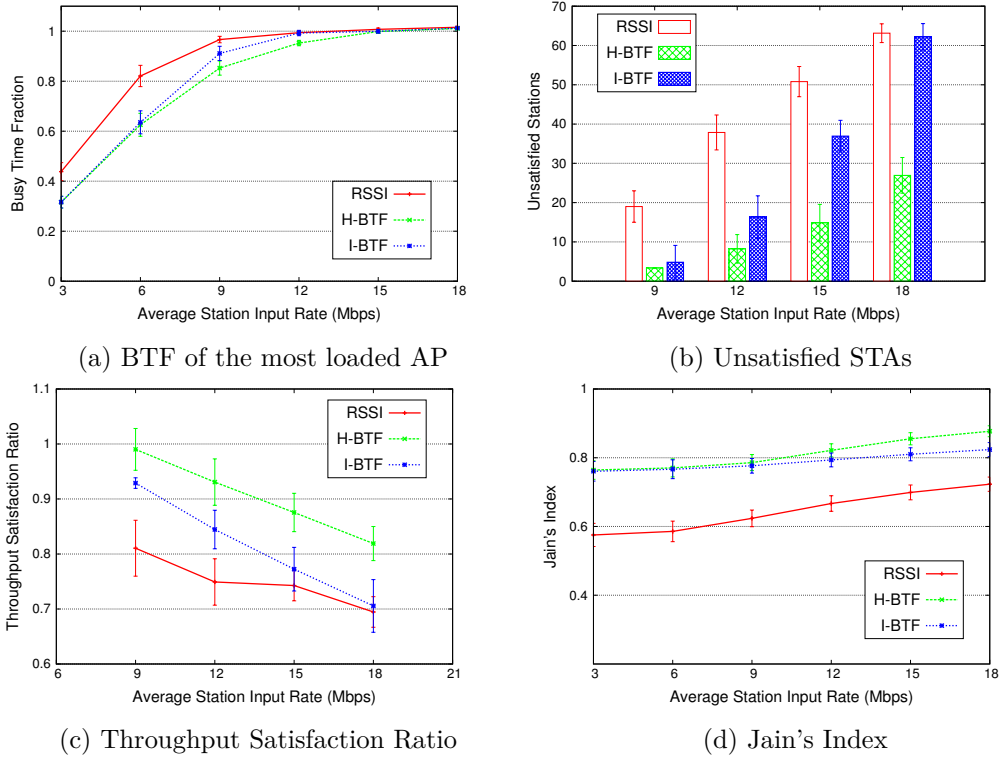 1
0.8
0.6
0.4
0.2
0
3
6
9
12
15
18
Busy Time Fraction
Average Station Input Rate (Mbps)
RSSI
H-BTF
I-BTF
(a) BTF of the most loaded AP
70
60
50
40
30
20
10
0
9
12
15
18
Unsatisfied Stations
Average Station Input Rate (Mbps)
RSSI
H-BTF
I-BTF
(b) Unsatisfied STAs
1.1
1
0.9
0.8
0.7
0.6
6
9
12
15
18
21
Throughput Satisfaction Ratio
Average Station Input Rate (Mbps)
RSSI
H-BTF
I-BTF
(c) Throughput Satisfaction Ratio
1
0.8
0.6
0.4
3
6
9
12
15
18
Jain's Index
Average Station Input Rate (Mbps)
RSSI
H-BTF
I-BTF
(d) Jain's Index